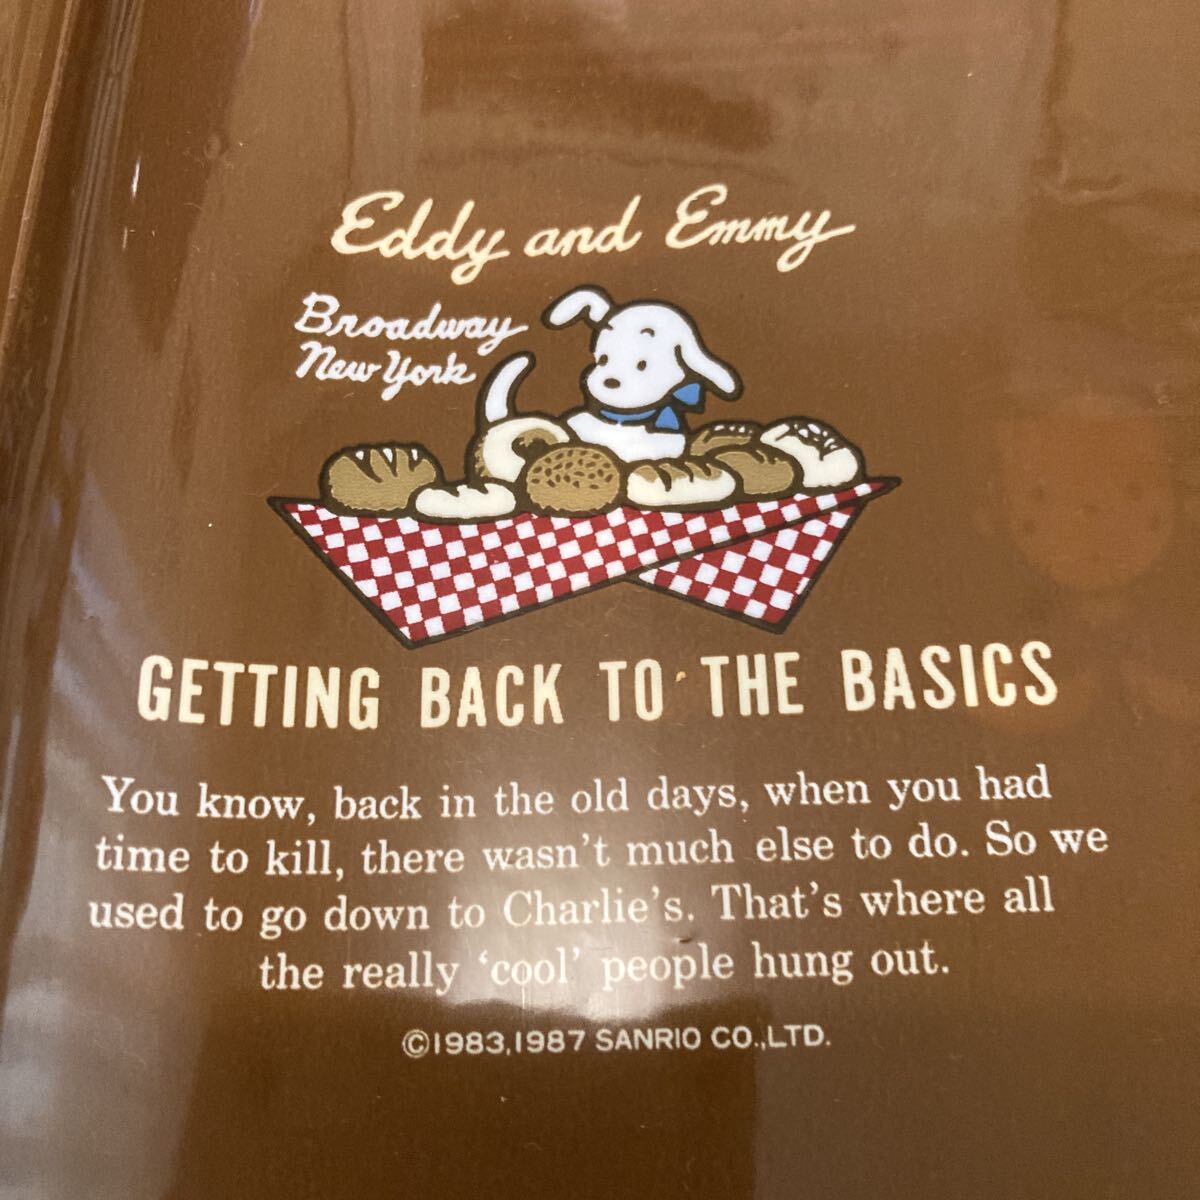 Eddy and Emmy
Broadway
New York
GETTING BACK TO THE BASICS
You know, back in the old days, when you had
time to kill, there wasn't much else to do. So we
used to go down to Charlie's. That's where all
the really ‘cool’ people hung out.
©1983,1987 SANRIO CO.,LTD.